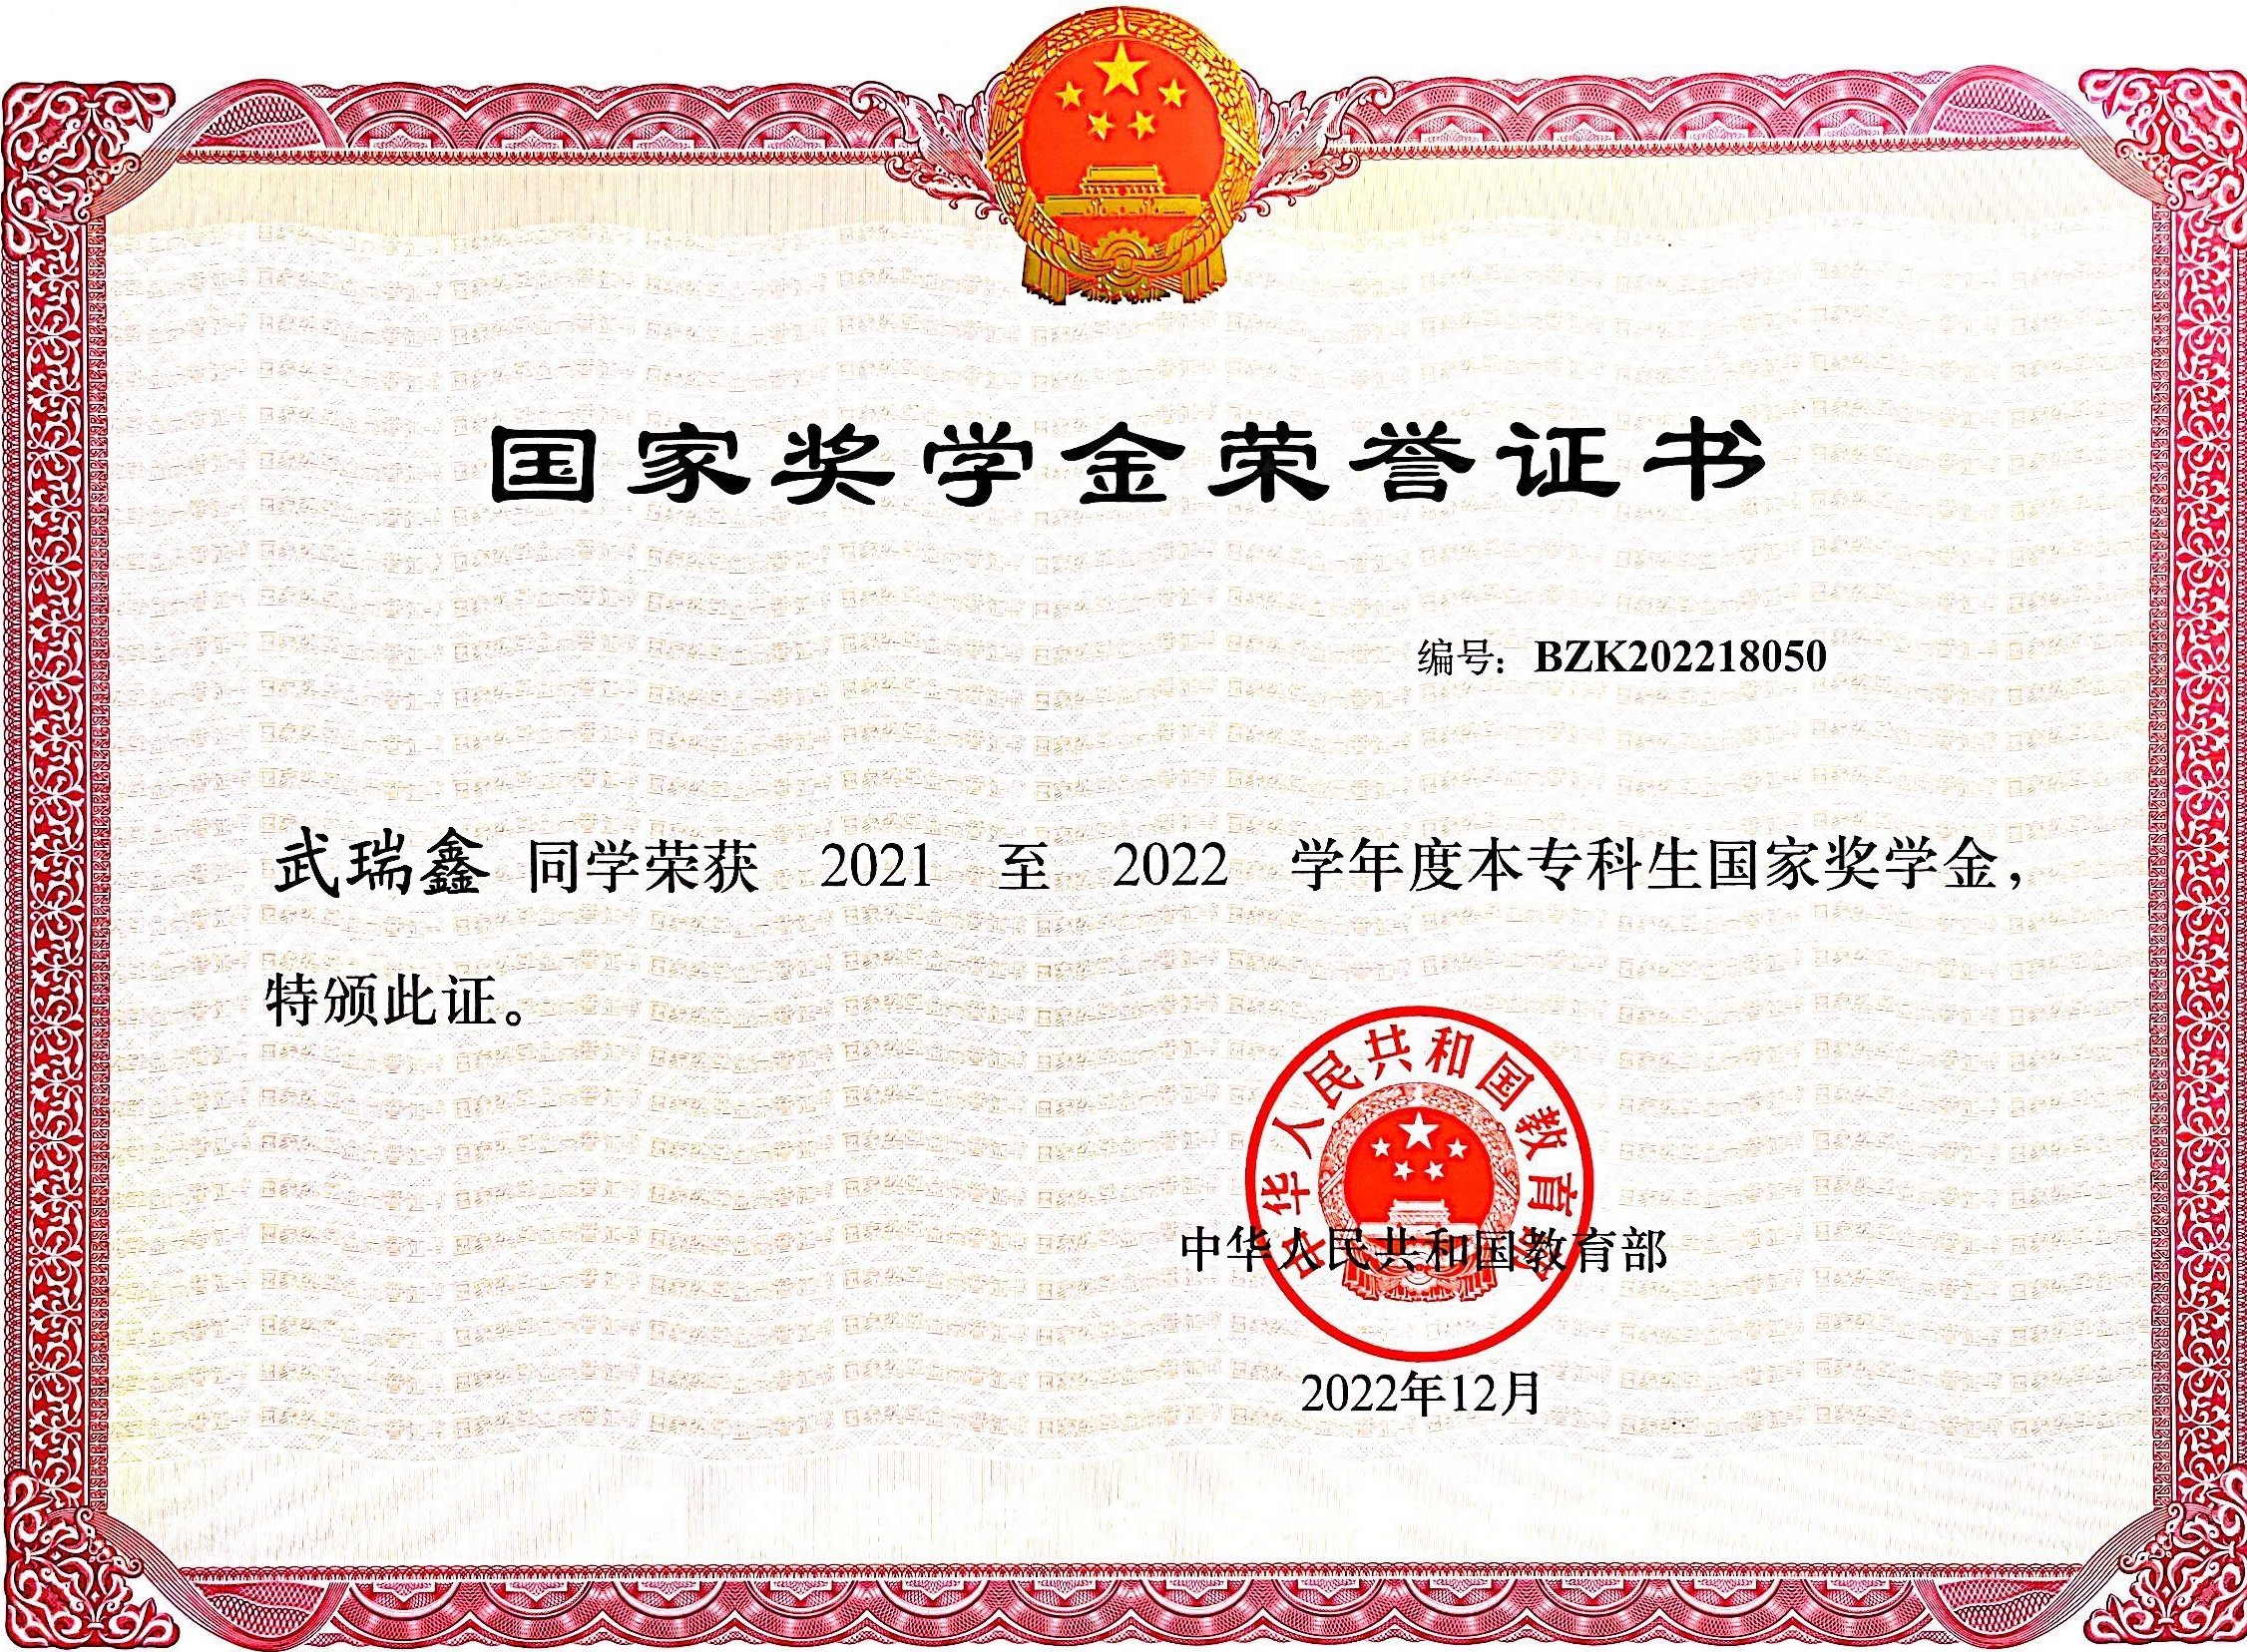 国家奖学金荣誉证书
编号：BZK202218050
武瑞鑫 同学荣获 2021 至 2022 学年度本专科生国家奖学金，
特颁此证。
中华人民共和国教育部
中华人民共和国教育部
2022年12月